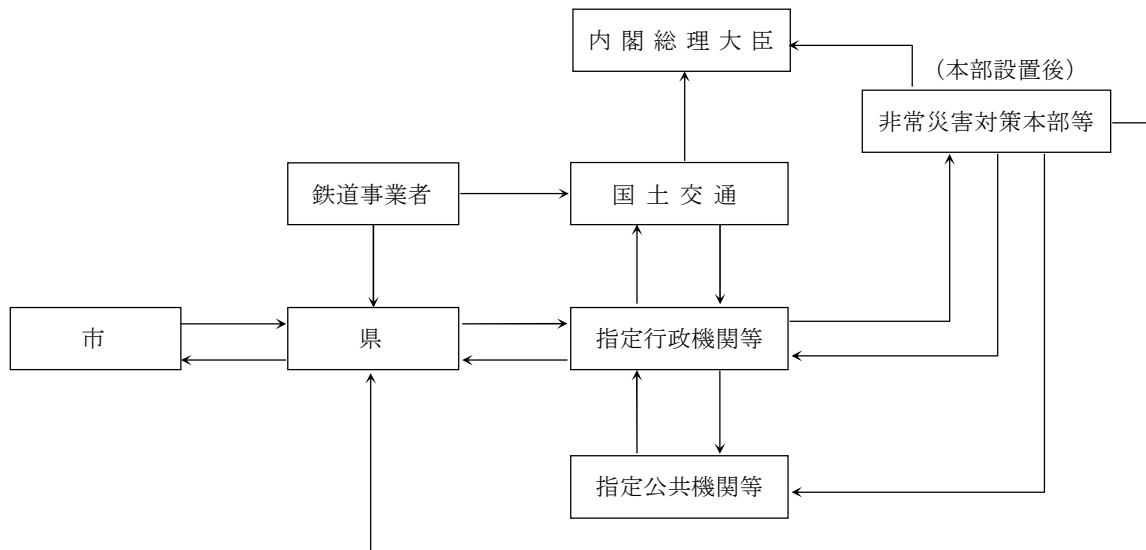 内閣総理大臣
（本部設置後）
非常災害対策本部等
鉄道事業者
国土交通
市
県
指定行政機関等
指定公共機関等